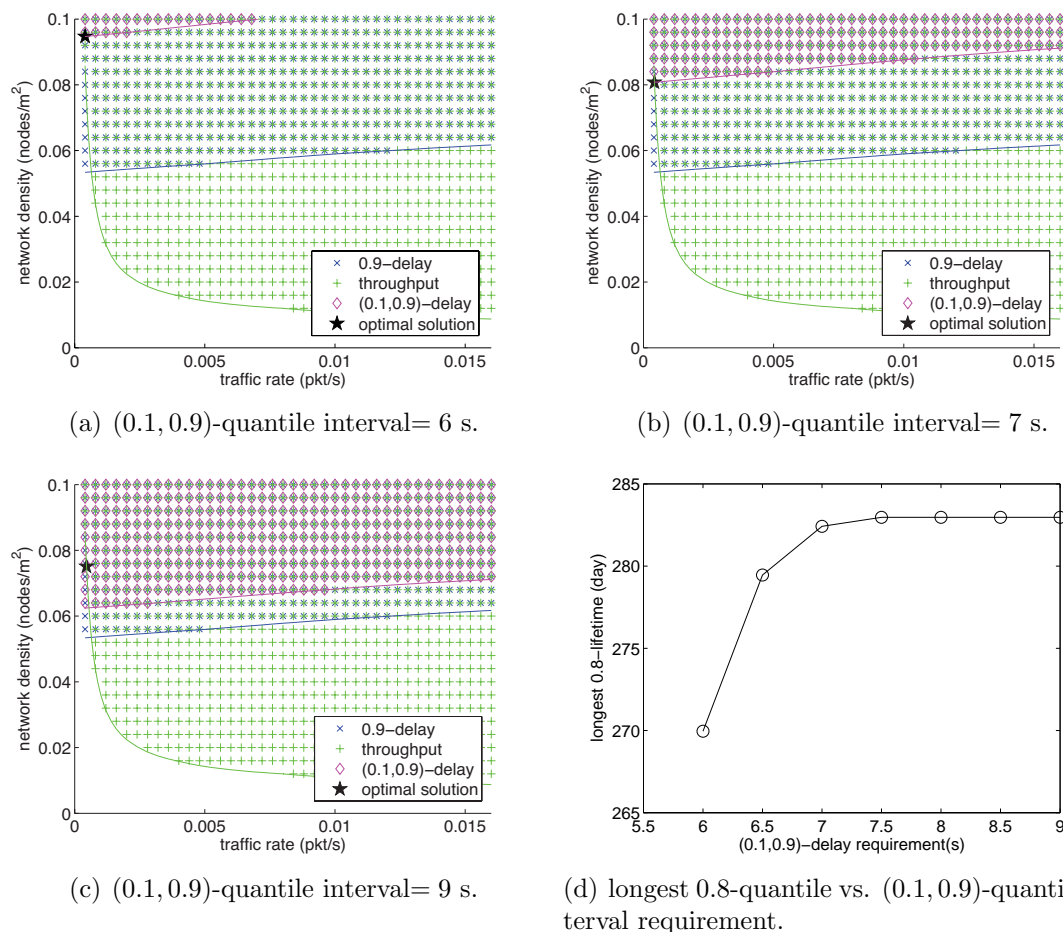 0.1
0.08
0.06
0.04
0.02
0
network density (nodes/m²)
0 0.005 0.01 0.015
traffic rate (pkt/s)
0.9−delay
throughput
(0.1,0.9)−delay
optimal solution
(a) (0.1, 0.9)-quantile interval= 6 s.
0.1
0.08
0.06
0.04
0.02
0
network density (nodes/m²)
0 0.005 0.01 0.015
traffic rate (pkt/s)
0.9−delay
throughput
(0.1,0.9)−delay
optimal solution
(b) (0.1, 0.9)-quantile interval= 7 s.
0.1
0.08
0.06
0.04
0.02
0
network density (nodes/m²)
0 0.005 0.01 0.015
traffic rate (pkt/s)
0.9−delay
throughput
(0.1,0.9)−delay
optimal solution
(c) (0.1, 0.9)-quantile interval= 9 s.
285
280
275
270
265
longest 0.8−lifetime (day)
5.5 6 6.5 7 7.5 8 8.5 9
(0.1,0.9)−delay requirement(s)
(d) longest 0.8-quantile vs. (0.1, 0.9)-quanti
terval requirement.